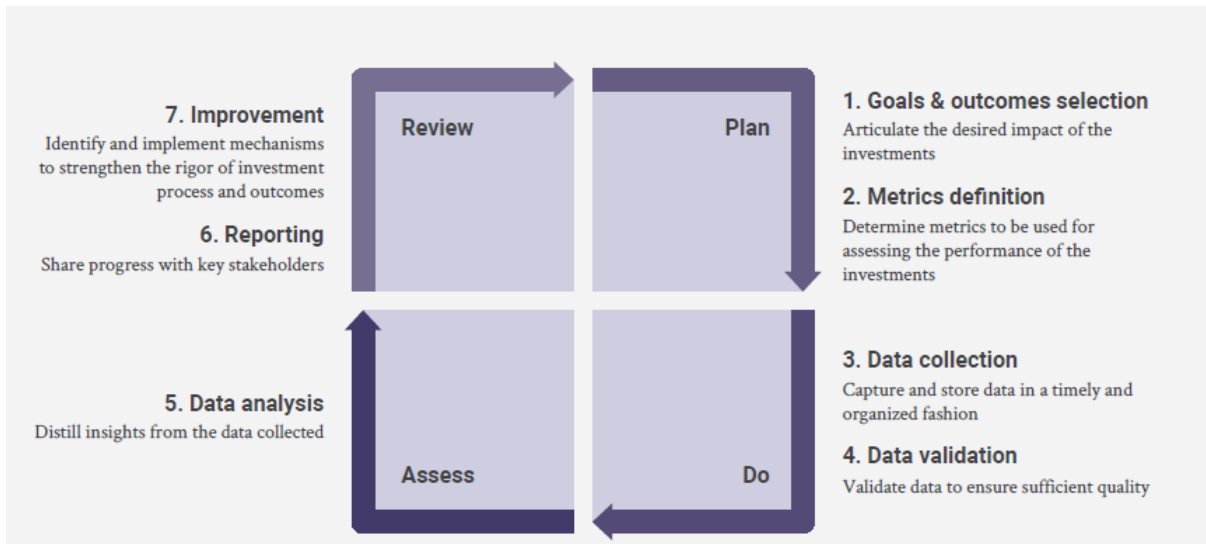 Review
Plan
Assess
Do
1. Goals & outcomes selection
Articulate the desired impact of the
investments
2. Metrics definition
Determine metrics to be used for
assessing the performance of the
investments
3. Data collection
Capture and store data in a timely and
organized fashion
4. Data validation
Validate data to ensure sufficient quality
5. Data analysis
Distill insights from the data collected
7. Improvement
Identify and implement mechanisms
to strengthen the rigor of investment
process and outcomes
6. Reporting
Share progress with key stakeholders